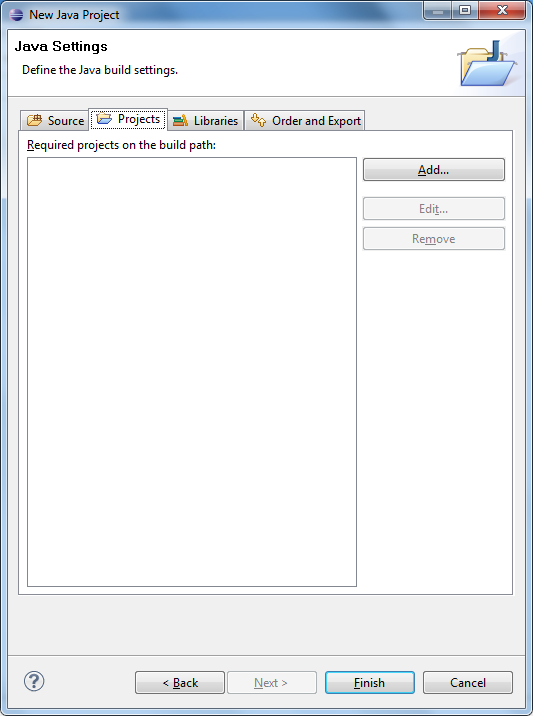 New Java Project
Java Settings
Define the Java build settings.
Source Projects Libraries Order and Export
Required projects on the build path:
Add...
Edit...
Remove
? < Back Next > Finish Cancel